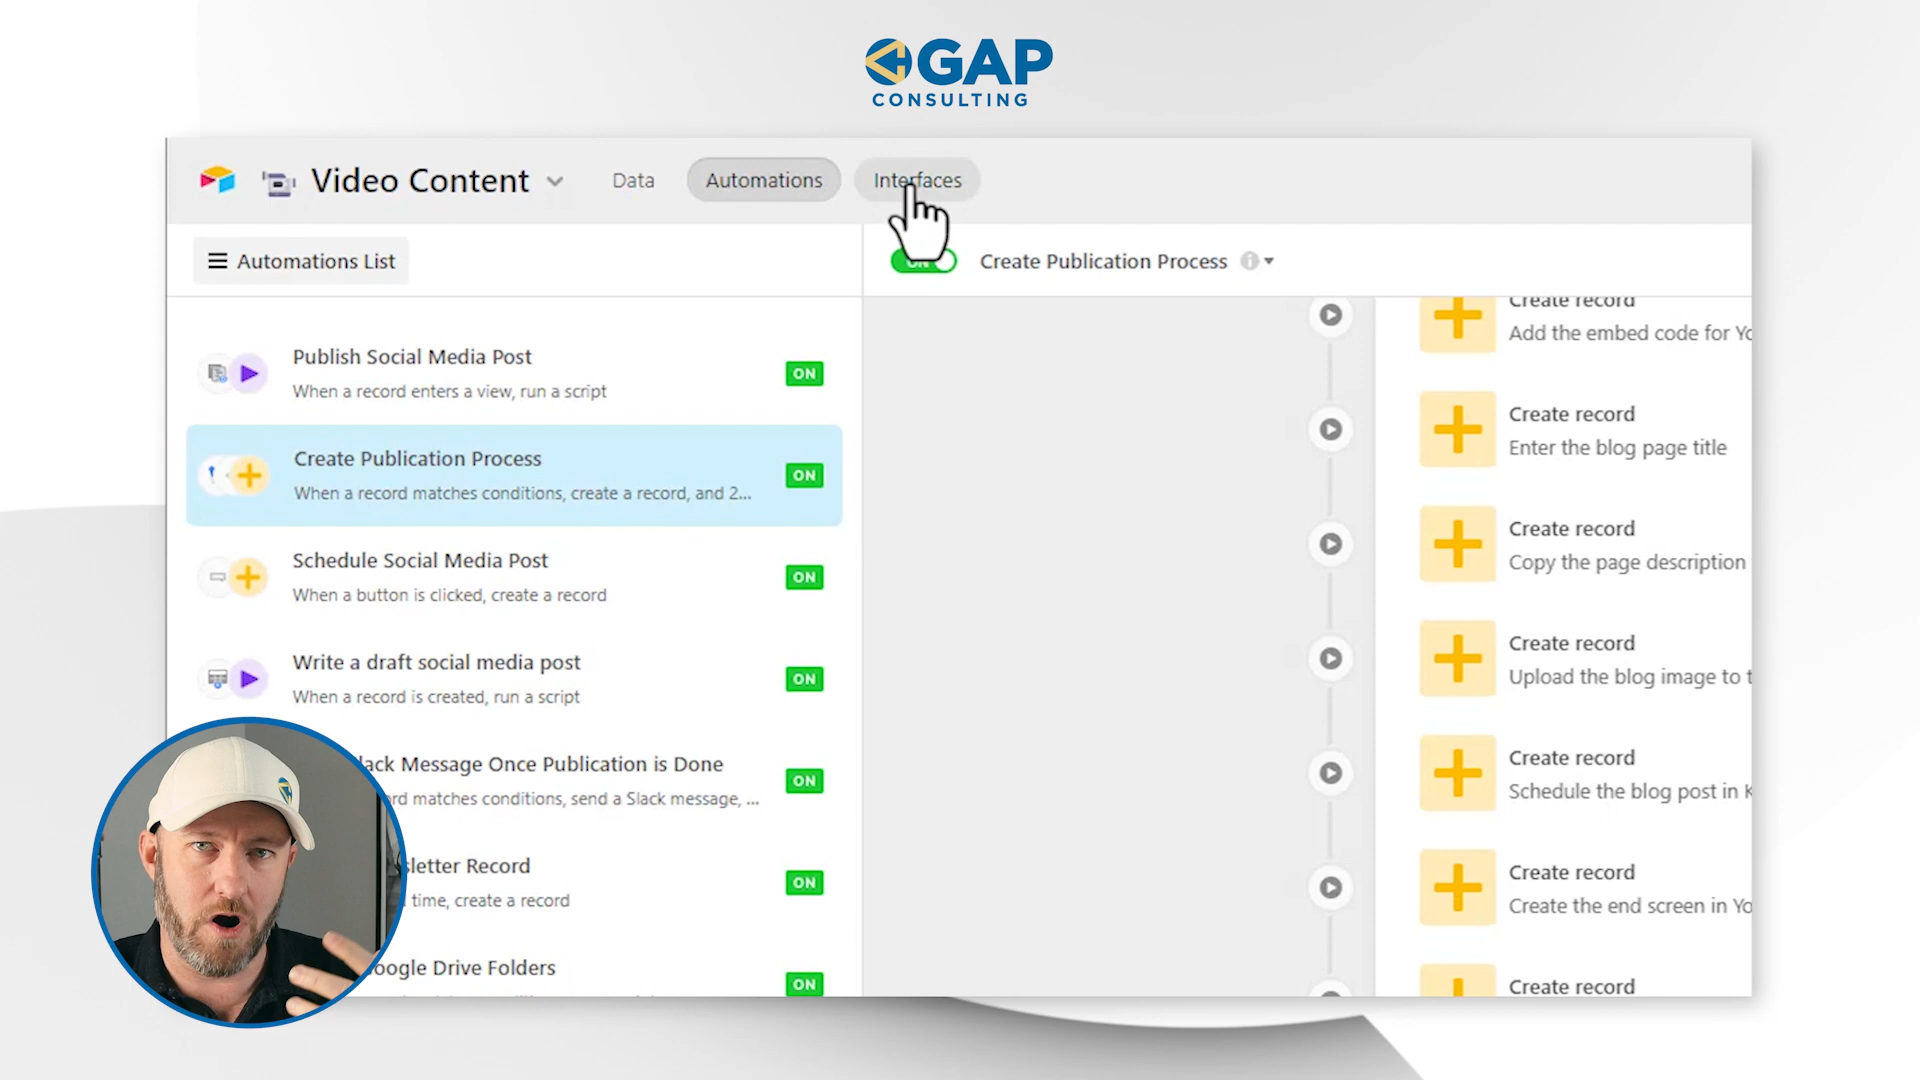 GAP
CONSULTING
Video Content
Data
Automations
Interfaces
Automations List
ON
Create Publication Process
Publish Social Media Post
When a record enters a view, run a script
ON
Create Publication Process
When a record matches conditions, create a record, and 2...
ON
Schedule Social Media Post
When a button is clicked, create a record
ON
Write a draft social media post
When a record is created, run a script
ON
lack Message Once Publication is Done
rd matches conditions, send a Slack message, ...
ON
sletter Record
time, create a record
ON
oogle Drive Folders
ON
Create record
Add the embed code for Yo
Create record
Enter the blog page title
Create record
Copy the page description
Create record
Upload the blog image to t
Create record
Schedule the blog post in K
Create record
Create the end screen in Yo
Create record